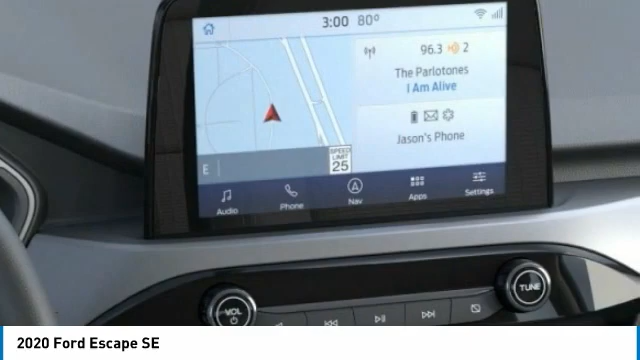 3:00 80°
96.3 2
The Parlotones
I Am Alive
Jason's Phone
E
SPEED
LIMIT
25
Audio
Phone
Nav
Apps
Settings
VOL
TUNE
2020 Ford Escape SE